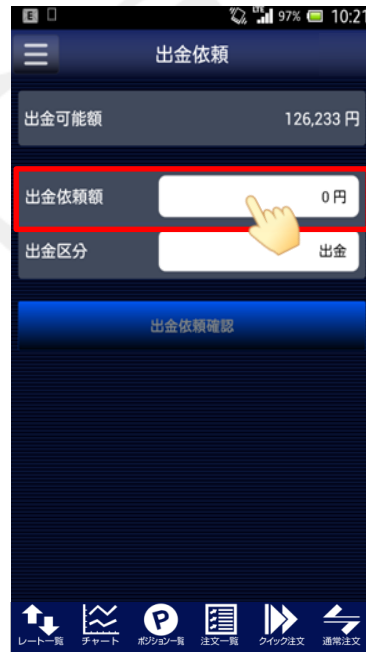 E LTE 97% 10:21
出金依頼
出金可能額 126,233 円
出金依頼額 0 円
出金区分 出金
出金依頼確認
P
レート一覧 チャート ポジション一覧 注文一覧 クイック注文 通常注文